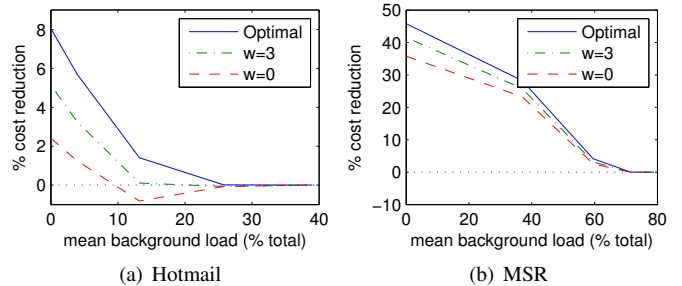 8
6
4
2
0
% cost reduction
Optimal
w=3
w=0
0 10 20 30 40
mean background load (% total)
(a) Hotmail
50
40
30
20
10
0
−10
% cost reduction
Optimal
w=3
w=0
0 20 40 60 80
mean background load (% total)
(b) MSR